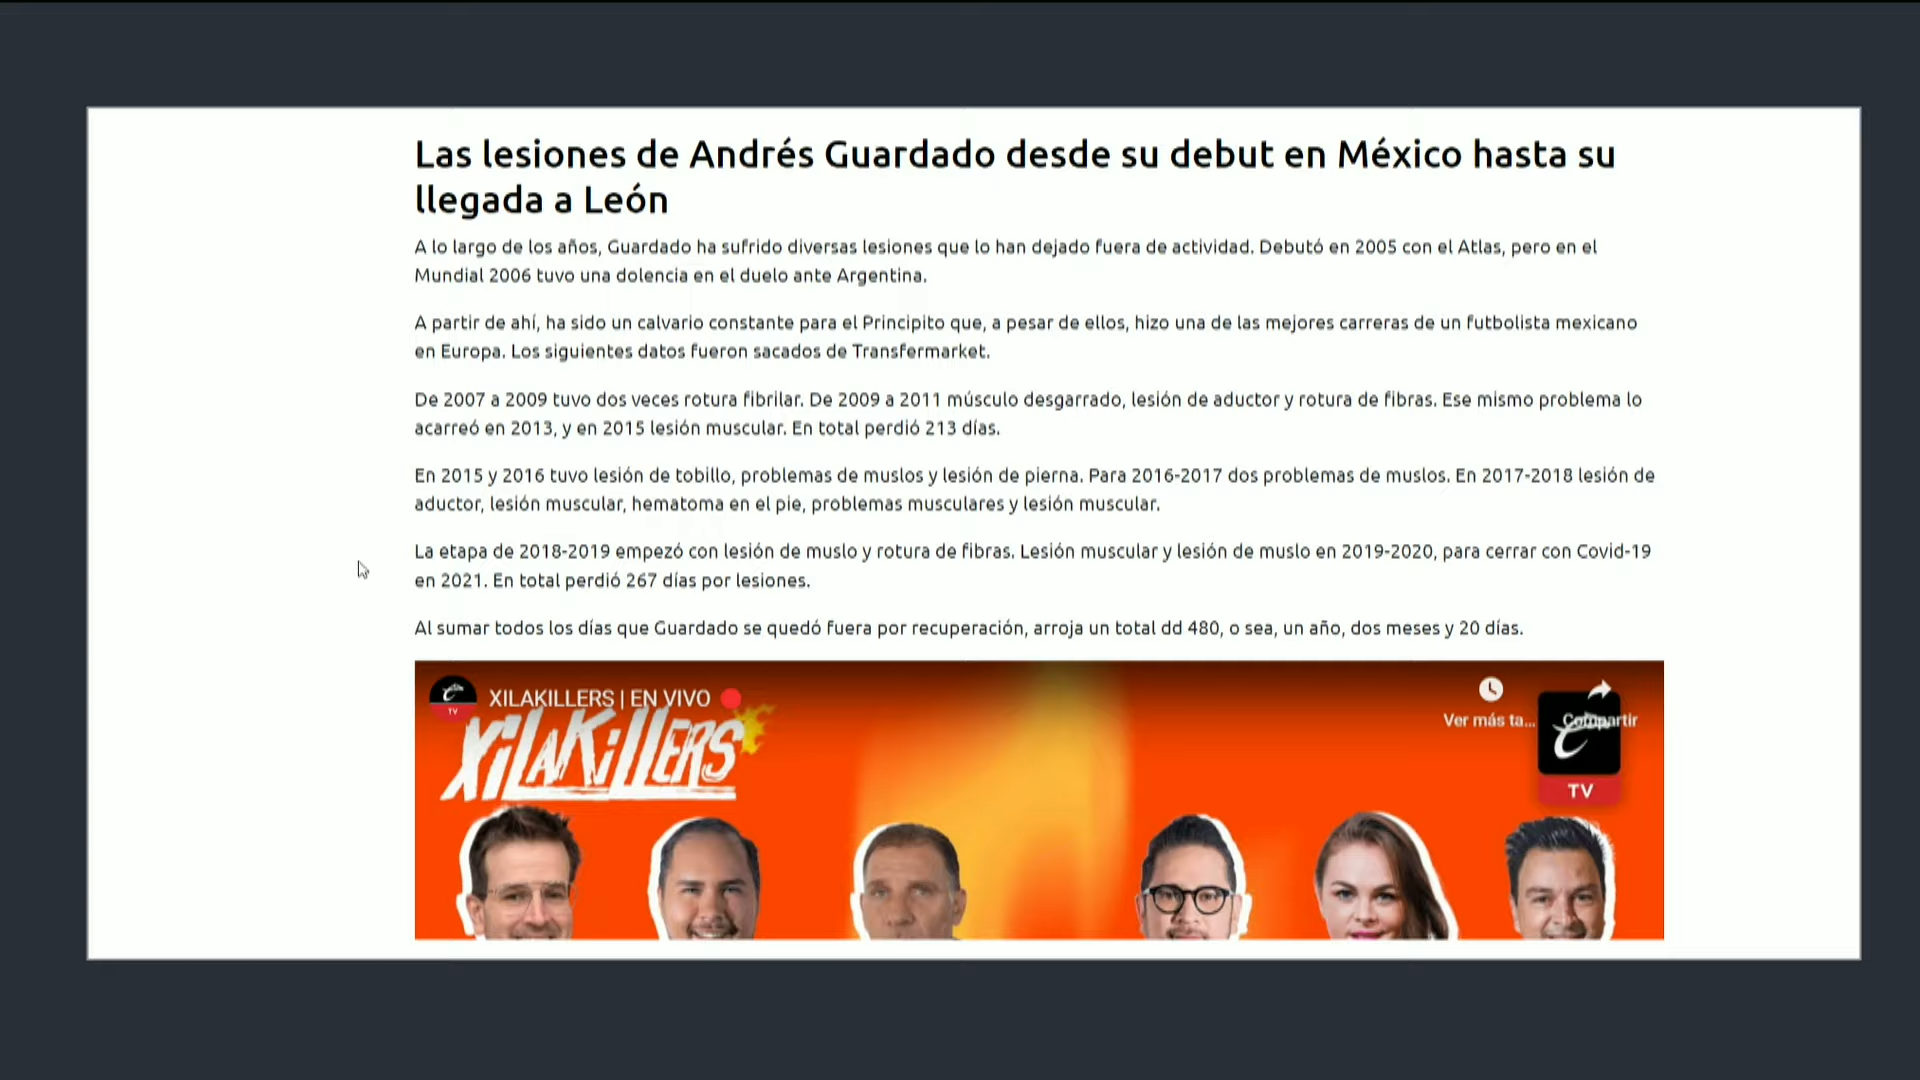 Las lesiones de Andrés Guardado desde su debut en México hasta su
llegada a León
A lo largo de los años, Guardado ha sufrido diversas lesiones que lo han dejado fuera de actividad. Debutó en 2005 con el Atlas, pero en el
Mundial 2006 tuvo una dolencia en el duelo ante Argentina.
A partir de ahí, ha sido un calvario constante para el Principito que, a pesar de ellos, hizo una de las mejores carreras de un futbolista mexicano
en Europa. Los siguientes datos fueron sacados de Transfermarket.
De 2007 a 2009 tuvo dos veces rotura fibrilar. De 2009 a 2011 músculo desgarrado, lesión de aductor y rotura de fibras. Ese mismo problema lo
acarreó en 2013, y en 2015 lesión muscular. En total perdió 213 días.
En 2015 y 2016 tuvo lesión de tobillo, problemas de muslos y lesión de pierna. Para 2016-2017 dos problemas de muslos. En 2017-2018 lesión de
aductor, lesión muscular, hematoma en el pie, problemas musculares y lesión muscular.
La etapa de 2018-2019 empezó con lesión de muslo y rotura de fibras. Lesión muscular y lesión de muslo en 2019-2020, para cerrar con Covid-19
en 2021. En total perdió 267 días por lesiones.
Al sumar todos los días que Guardado se quedó fuera por recuperación, arroja un total dd 480, o sea, un año, dos meses y 20 días.
TV
XILAKILLERS | EN VIVO
Ver más ta...
Compartir
XiLAKiLLERS
TV